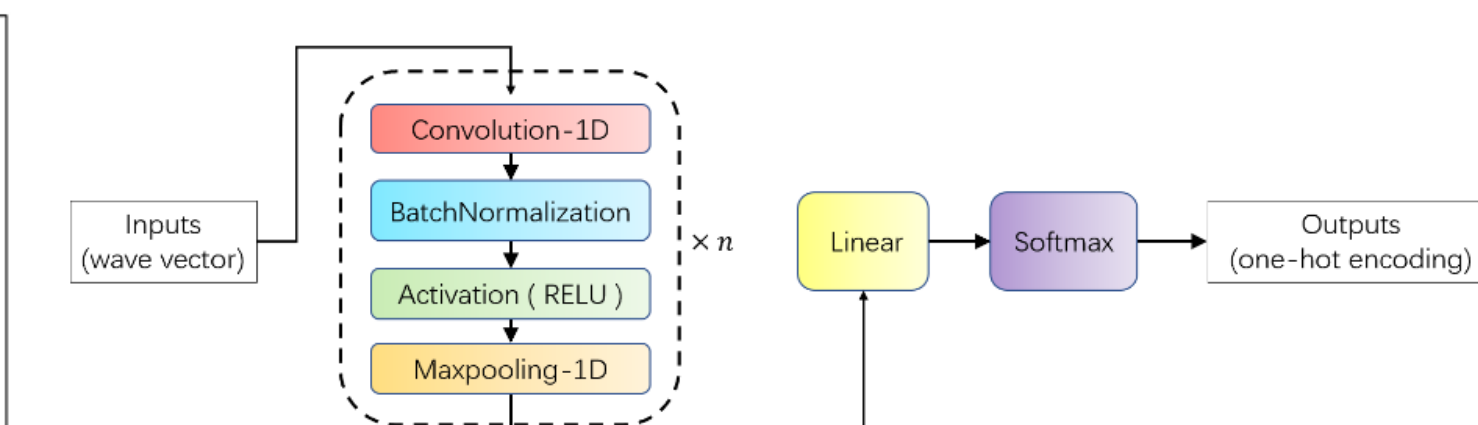 Inputs
(wave vector)
Convolution-1D
BatchNormalization
Activation ( RELU )
Maxpooling-1D
× n
Linear
Softmax
Outputs
(one-hot encoding)